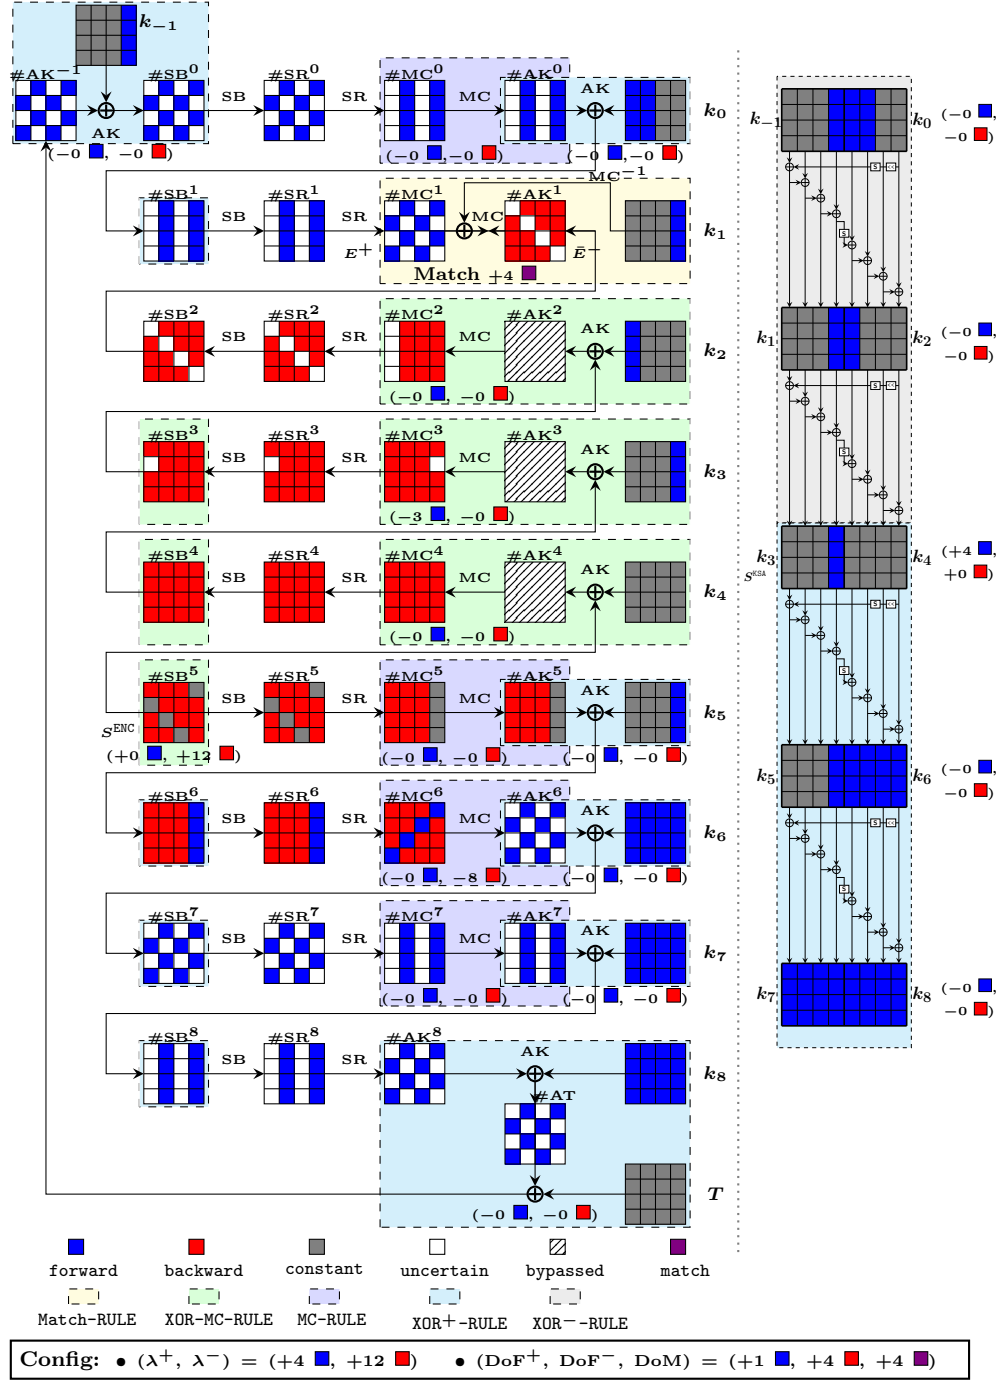 k₋₁
#AK⁻¹ #SB⁰ SB #SR⁰ SR #MC⁰ MC #AK⁰ AK k₀
AK
(−0 , −0 ) (−0 ,−0 ) (−0 ,−0 )
#SB¹ SB #SR¹ SR #MC¹ MC #AK¹ MC⁻¹ k₁
E⁺ Ē⁻
Match +4
#SB² SB #SR² SR #MC² MC #AK² AK k₂
(−0 , −0 )
#SB³ SB #SR³ SR #MC³ MC #AK³ AK k₃
(−3 , −0 )
#SB⁴ SB #SR⁴ SR #MC⁴ MC #AK⁴ AK k₄
(−0 , −0 )
#SB⁵ SB #SR⁵ SR #MC⁵ MC #AK⁵ AK k₅
S^ENC
(+0 , +12 ) (−0 , −0 ) (−0 , −0 )
#SB⁶ SB #SR⁶ SR #MC⁶ MC #AK⁶ AK k₆
(−0 , −8 ) (−0 , −0 )
#SB⁷ SB #SR⁷ SR #MC⁷ MC #AK⁷ AK k₇
(−0 , −0 ) (−0 , −0 )
#SB⁸ SB #SR⁸ SR #AK⁸ AK k₈
#AT
T
(−0 , −0 )
k₋₁ k₀ (−0 ,
−0 )
S <<
S
k₁ k₂ (−0 ,
−0 )
S <<
S
k₃ k₄ (+4 ,
S^KSA +0 )
S <<
S
k₅ k₆ (−0 ,
−0 )
S <<
S
k₇ k₈ (−0 ,
−0 )
forward backward constant uncertain bypassed match
Match-RULE XOR-MC-RULE MC-RULE XOR⁺-RULE XOR⁻-RULE
Config: • (λ⁺, λ⁻) = (+4 , +12 ) • (DoF⁺, DoF⁻, DoM) = (+1 , +4 , +4 )